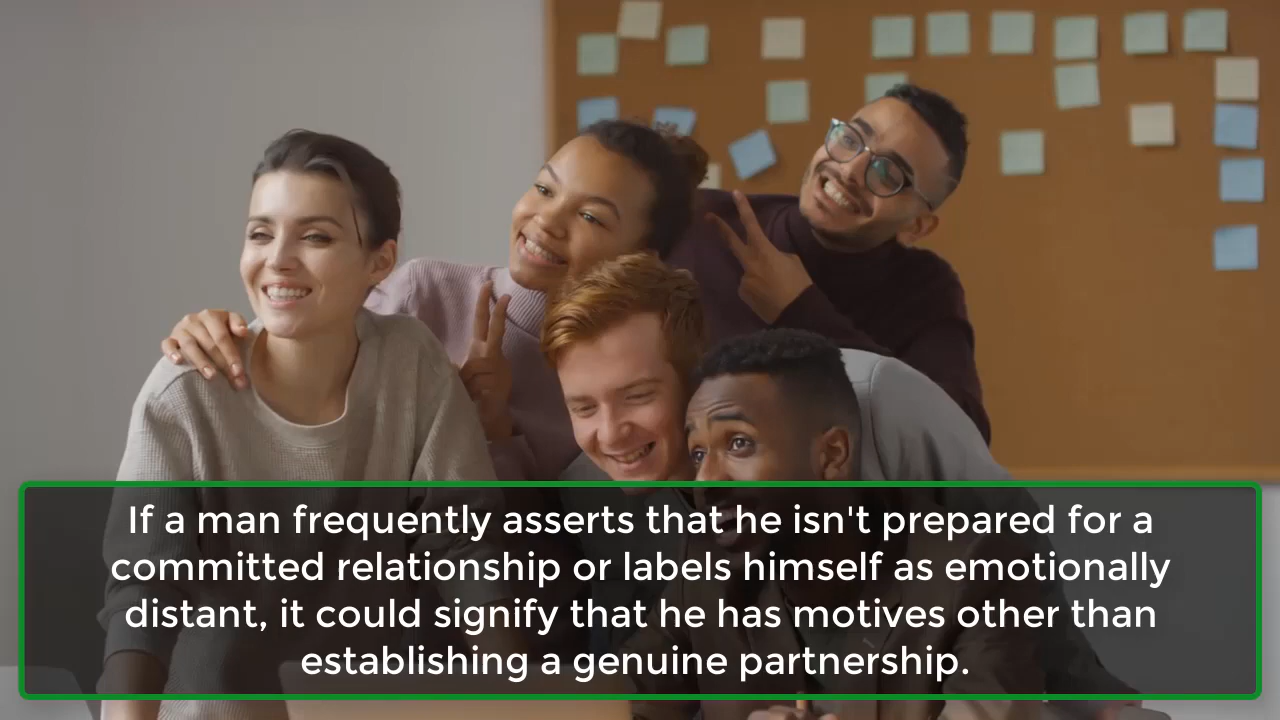 If a man frequently asserts that he isn't prepared for a
committed relationship or labels himself as emotionally
distant, it could signify that he has motives other than
establishing a genuine partnership.